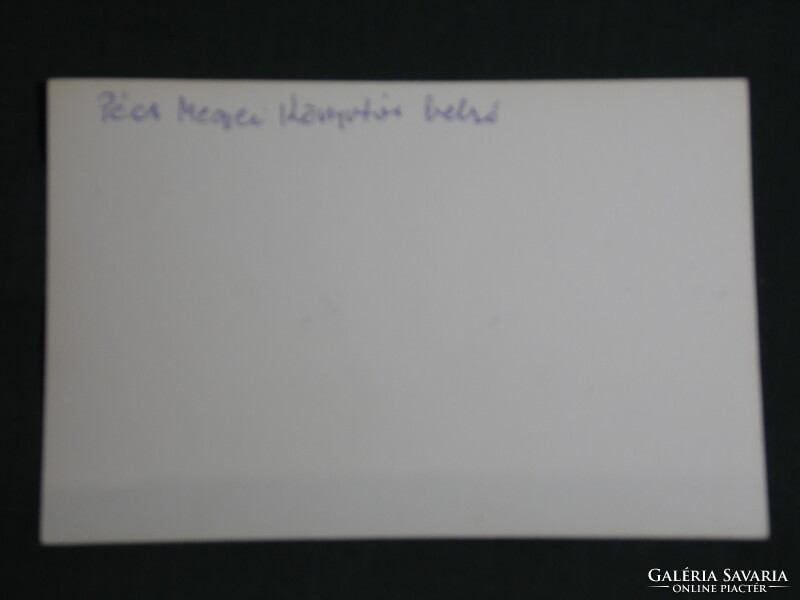 Pécs Megyei Könyvtár belső
GALÉRIA SAVARIA
ONLINE PIACTÉR